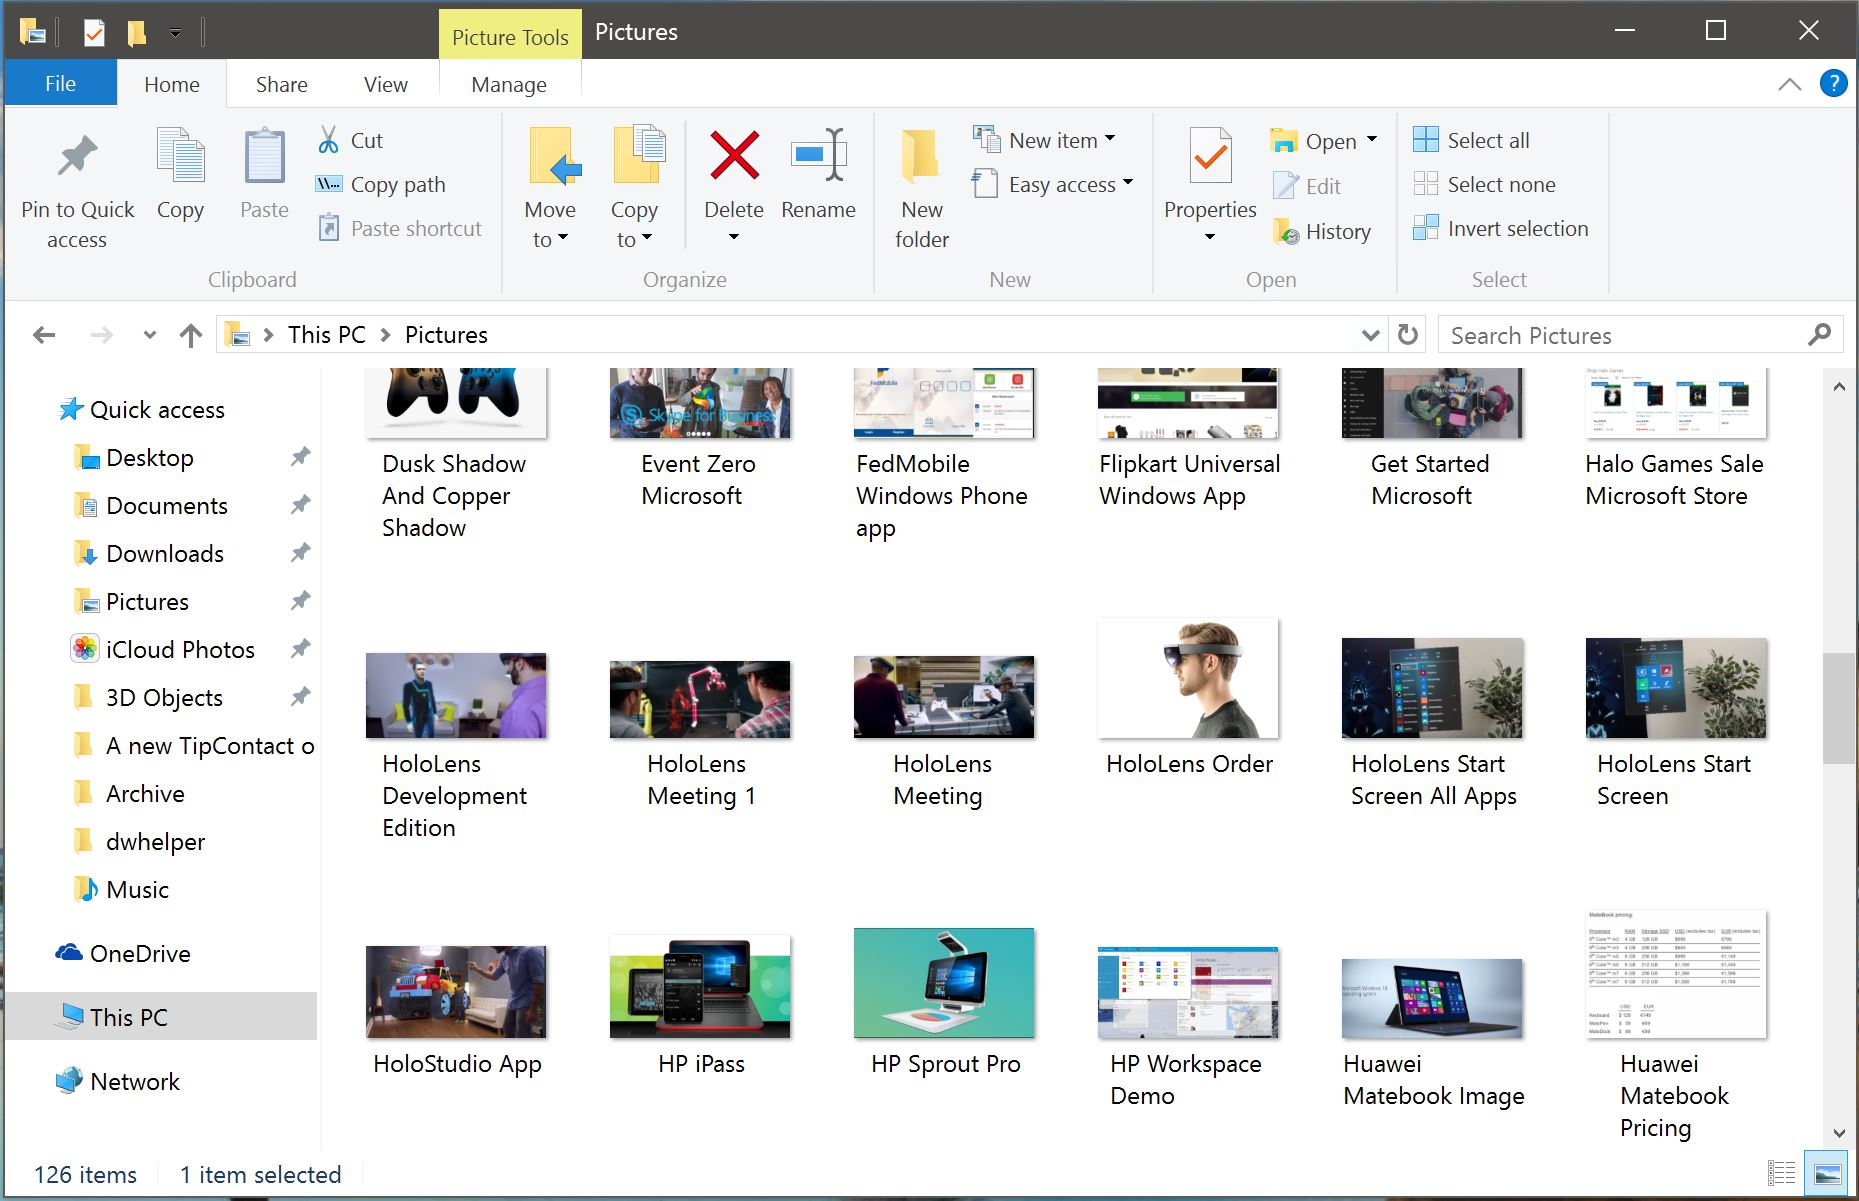 Picture Tools
Pictures
File
Home
Share
View
Manage
?
Pin to Quick
access
Copy
Paste
Cut
Copy path
Paste shortcut
Clipboard
Move
to
Copy
to
Delete
Rename
Organize
New
folder
New item
Easy access
New
Properties
Open
Edit
History
Open
Select all
Select none
Invert selection
Select
This PC
Pictures
Search Pictures
Quick access
Desktop
Documents
Downloads
Pictures
iCloud Photos
3D Objects
A new TipContact o
Archive
dwhelper
Music
OneDrive
This PC
Network
Skype for Business
FedMobile
Dusk Shadow
And Copper
Shadow
Event Zero
Microsoft
FedMobile
Windows Phone
app
Flipkart Universal
Windows App
Get Started
Microsoft
Halo Games Sale
Microsoft Store
HoloLens
Development
Edition
HoloLens
Meeting 1
HoloLens
Meeting
HoloLens Order
HoloLens Start
Screen All Apps
HoloLens Start
Screen
MateBook pricing:
HoloStudio App
HP iPass
HP Sprout Pro
HP Workspace
Demo
Huawei
Matebook Image
Huawei
Matebook
Pricing
126 items
1 item selected